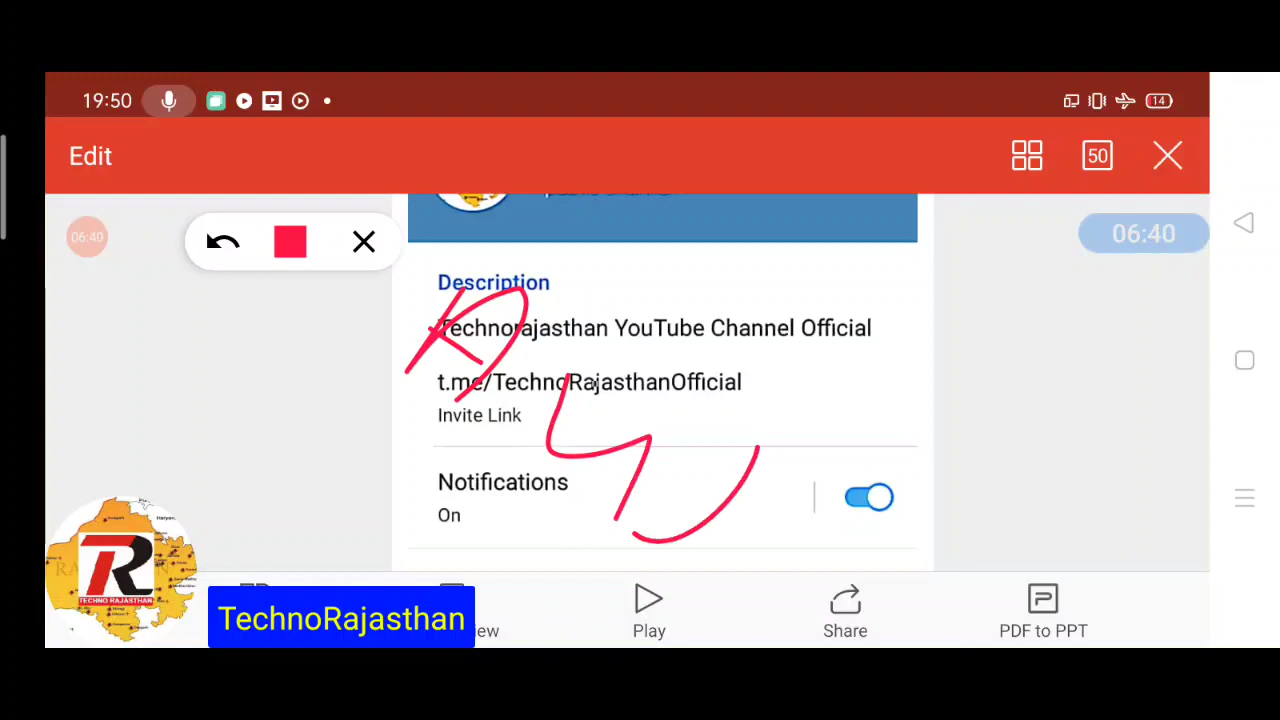 19:50
14
Edit
50
06:40
06:40
Description
Technorajasthan YouTube Channel Official
t.me/TechnoRajasthanOfficial
Invite Link
Notifications
On
TECHNO RAJASTHAN
TechnoRajasthan
Play
Share
PDF to PPT